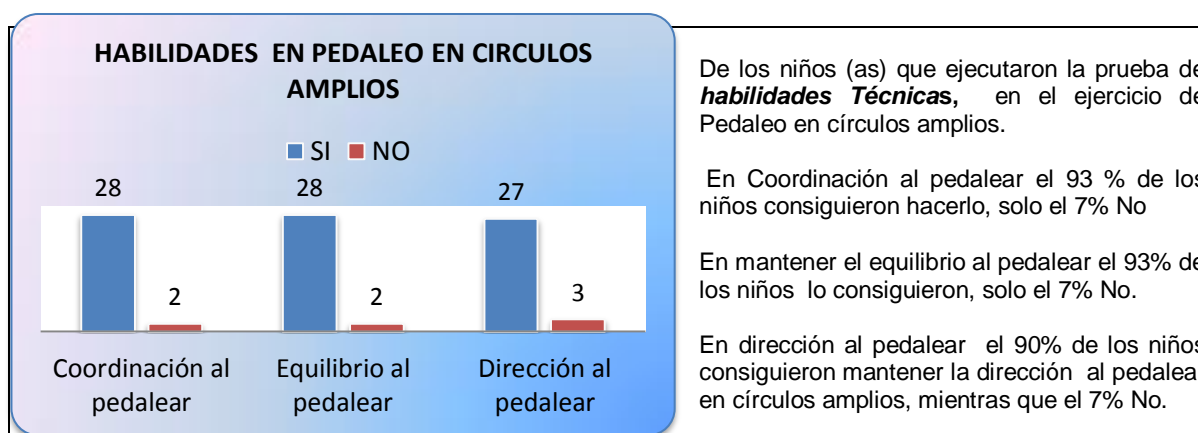 HABILIDADES EN PEDALEO EN CIRCULOS
AMPLIOS
SI NO
28 28 27
2 2 3
Coordinación al Equilibrio al Dirección al
pedalear pedalear pedalear
De los niños (as) que ejecutaron la prueba de
habilidades Técnicas, en el ejercicio de
Pedaleo en círculos amplios.
En Coordinación al pedalear el 93 % de los
niños consiguieron hacerlo, solo el 7% No
En mantener el equilibrio al pedalear el 93% de
los niños lo consiguieron, solo el 7% No.
En dirección al pedalear el 90% de los niños
consiguieron mantener la dirección al pedalear
en círculos amplios, mientras que el 7% No.